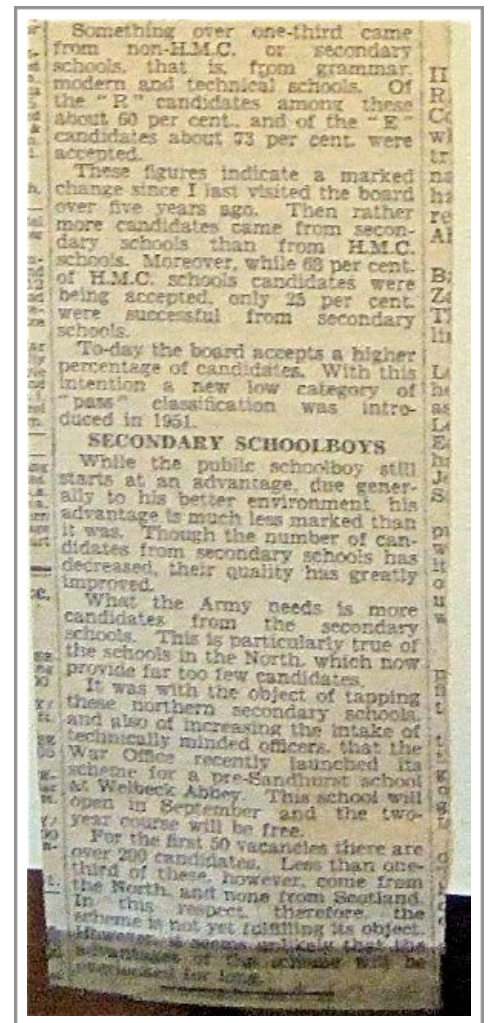 Something over one-third came
from non-H.M.C. or secondary
schools, that is, from grammar,
modern and technical schools. Of
the "R" candidates among these
about 60 per cent., and of the "E"
candidates about 73 per cent. were
accepted.
These figures indicate a marked
change since I last visited the board
over five years ago. Then rather
more candidates came from secon-
dary schools than from H.M.C.
schools. Moreover, while 63 per cent.
of H.M.C. schools candidates were
being accepted, only 25 per cent.
were successful from secondary
schools.
To-day the board accepts a higher
percentage of candidates. With this
intention a new low category of
"pass" classification was intro-
duced in 1951.
SECONDARY SCHOOLBOYS
While the public schoolboy still
starts at an advantage, due gener-
ally to his better environment, his
advantage is much less marked than
it was. Though the number of can-
didates from secondary schools has
decreased, their quality has greatly
improved.
What the Army needs is more
candidates from the secondary
schools. This is particularly true of
the schools in the North, which now
provide far too few candidates.
It was with the object of tapping
these northern secondary schools,
and also of increasing the intake of
technically minded officers, that the
War Office recently launched its
scheme for a pre-Sandhurst school
at Welbeck Abbey. This school will
open in September and the two-
year course will be free.
For the first 50 vacancies there are
over 200 candidates. Less than one-
third of these, however, come from
the North, and none from Scotland.
In this respect, therefore, the
scheme is not yet fulfilling its object.
However, it seems unlikely that the
advantages of this scheme will be
for long.